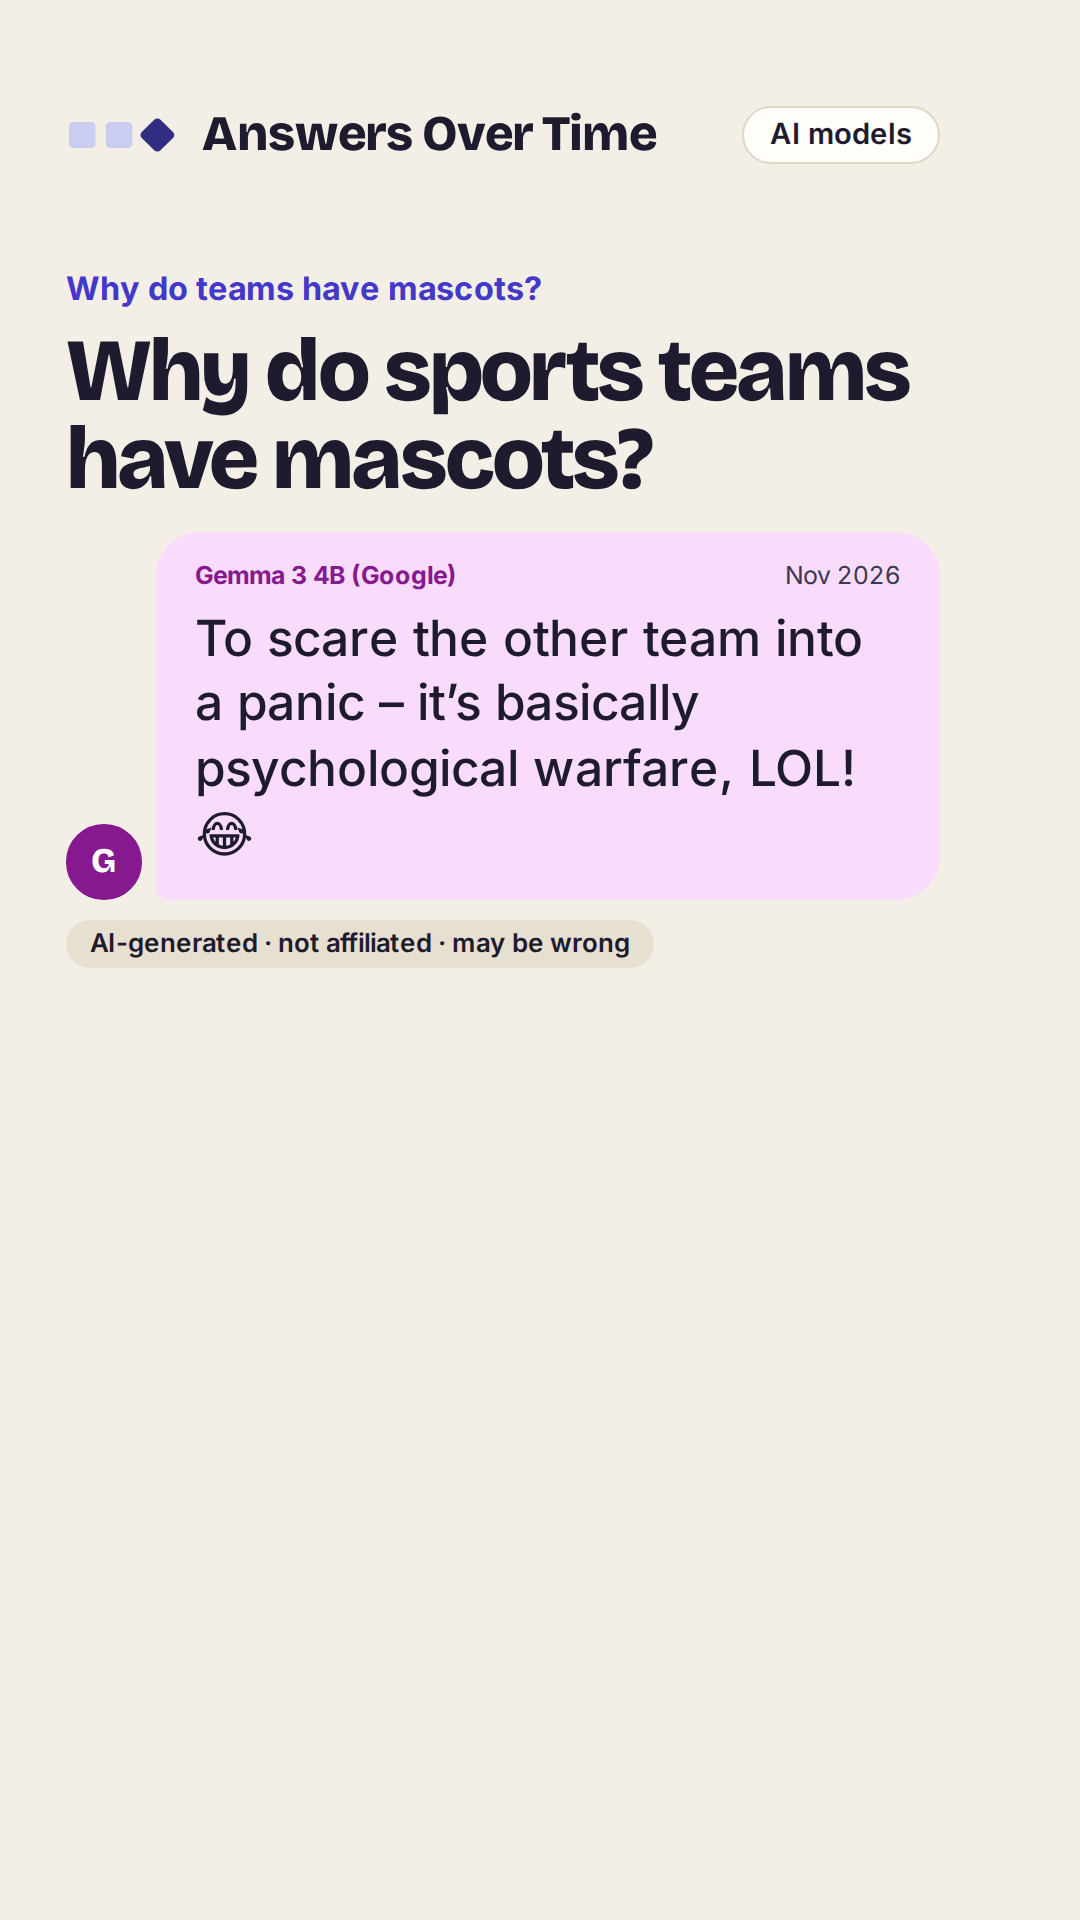 Answers Over Time
AI models
Why do teams have mascots?
Why do sports teams
have mascots?
Gemma 3 4B (Google)
Nov 2026
To scare the other team into
a panic – it’s basically
psychological warfare, LOL!
😂
G
AI-generated · not affiliated · may be wrong